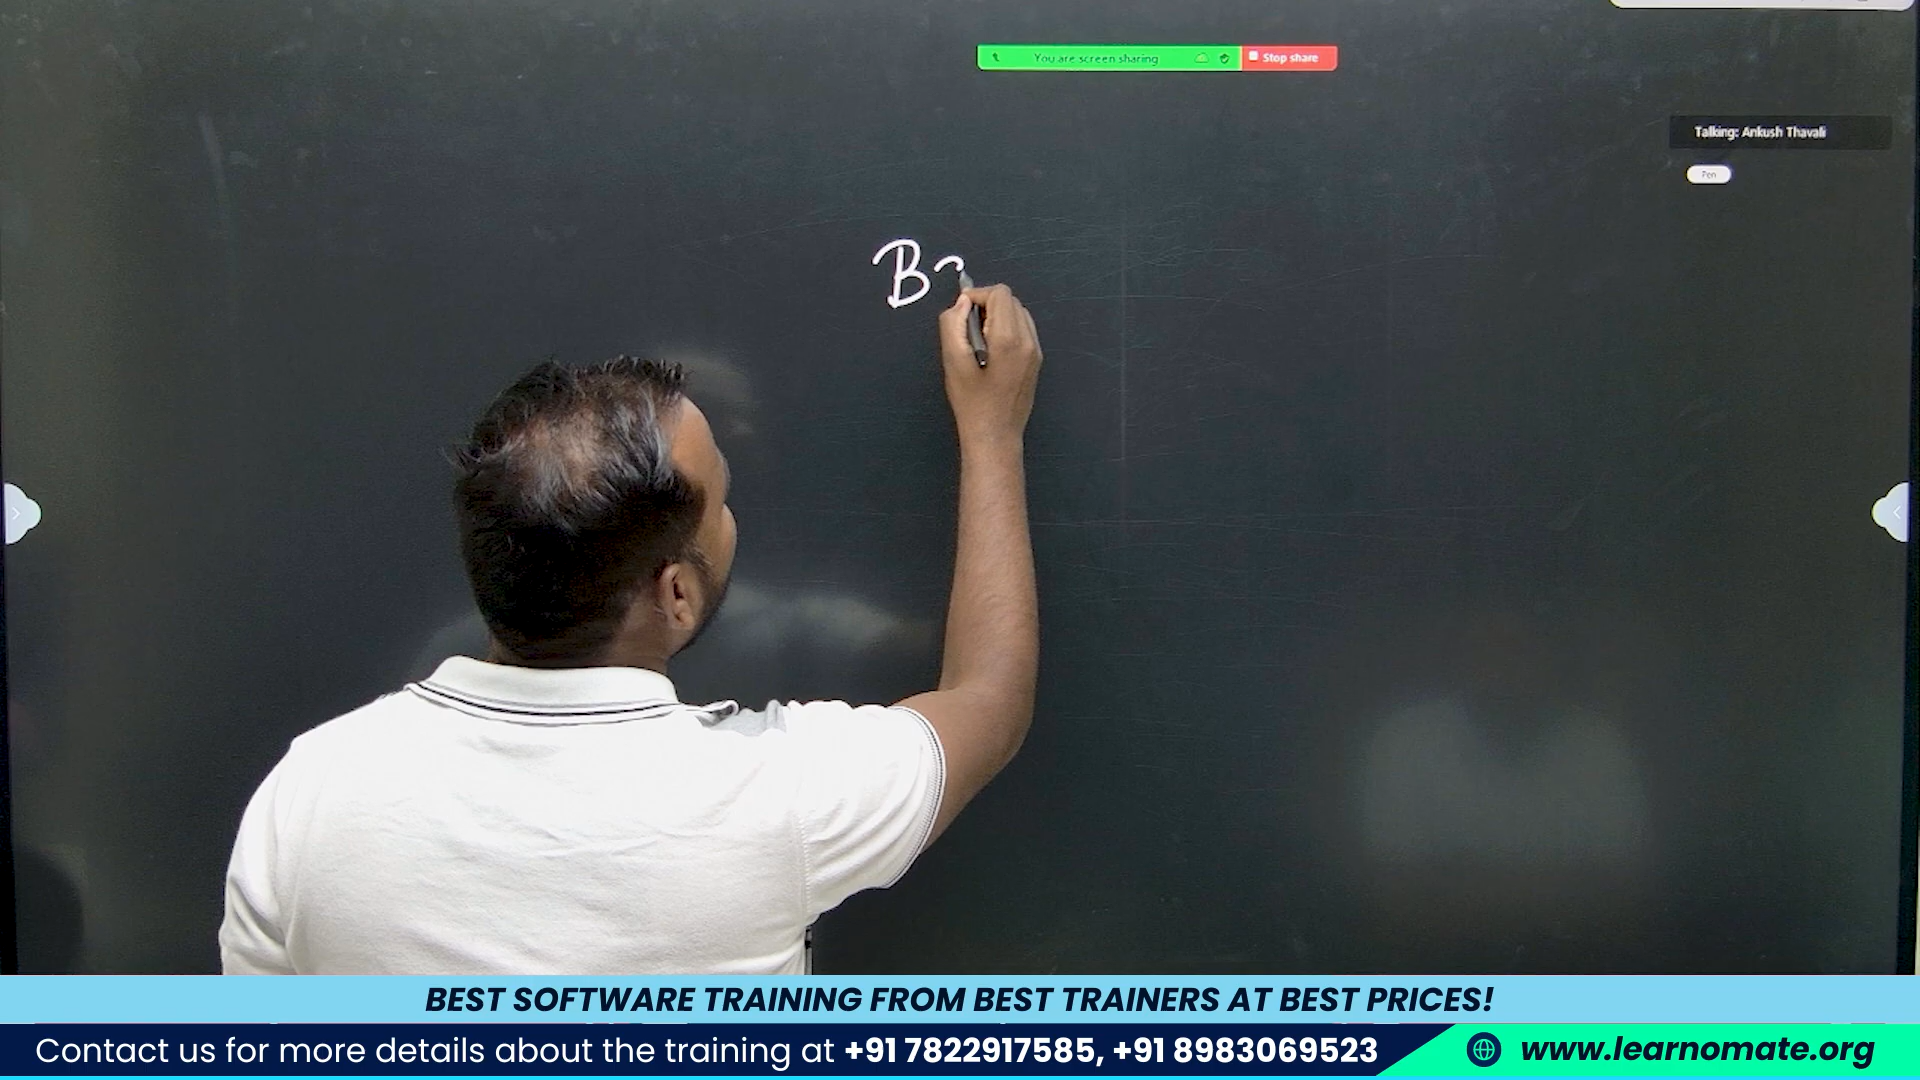 You are screen sharing Stop share
Talking: Ankush Thavali
Pen
B
BEST SOFTWARE TRAINING FROM BEST TRAINERS AT BEST PRICES!
Contact us for more details about the training at +91 7822917585, +91 8983069523 www.learnomate.org